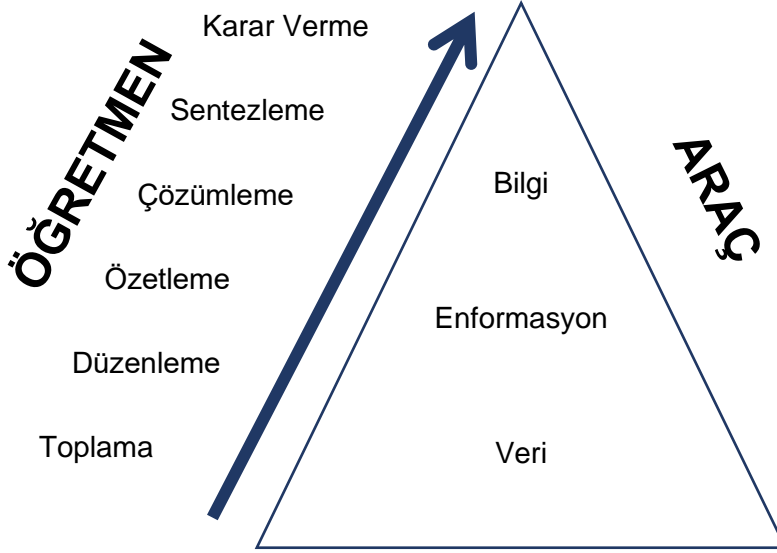 Karar Verme
ÖĞRETMEN
Sentezleme
ARAÇ
Çözümleme
Bilgi
Özetleme
Enformasyon
Düzenleme
Toplama
Veri